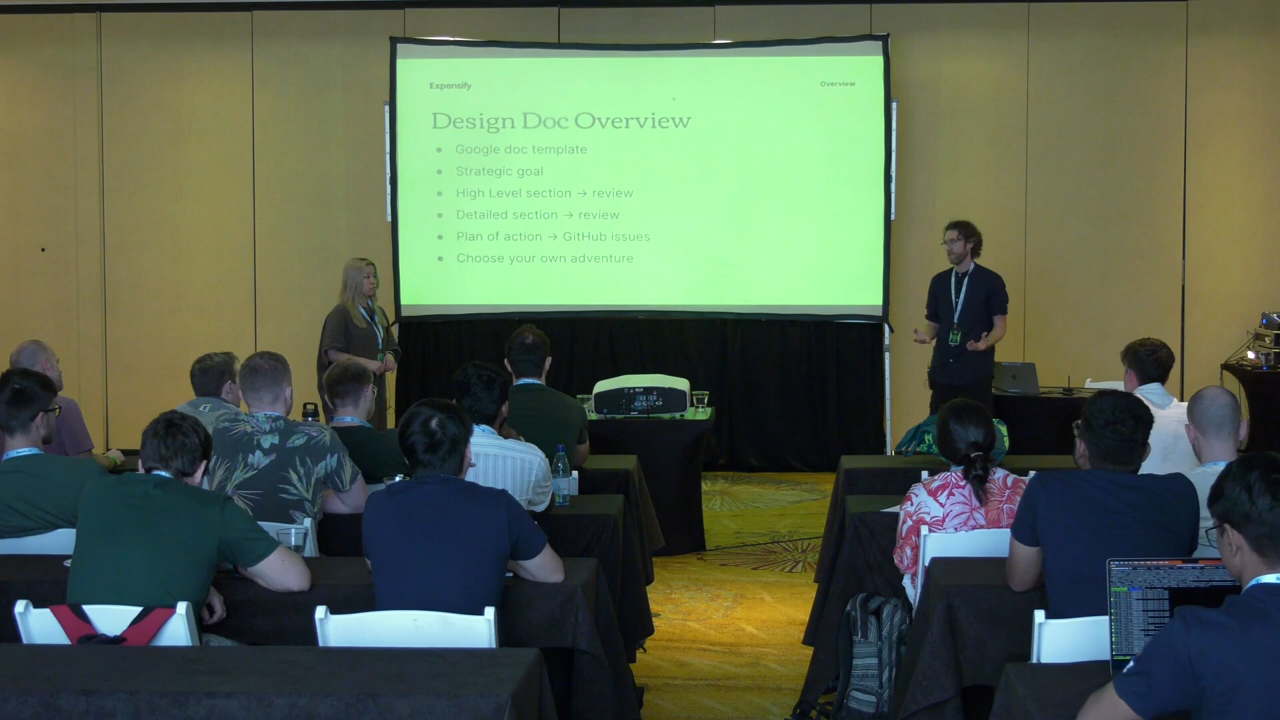 Expensify
Overview
Design Doc Overview
● Google doc template
● Strategic goal
● High Level section → review
● Detailed section → review
● Plan of action → GitHub issues
● Choose your own adventure